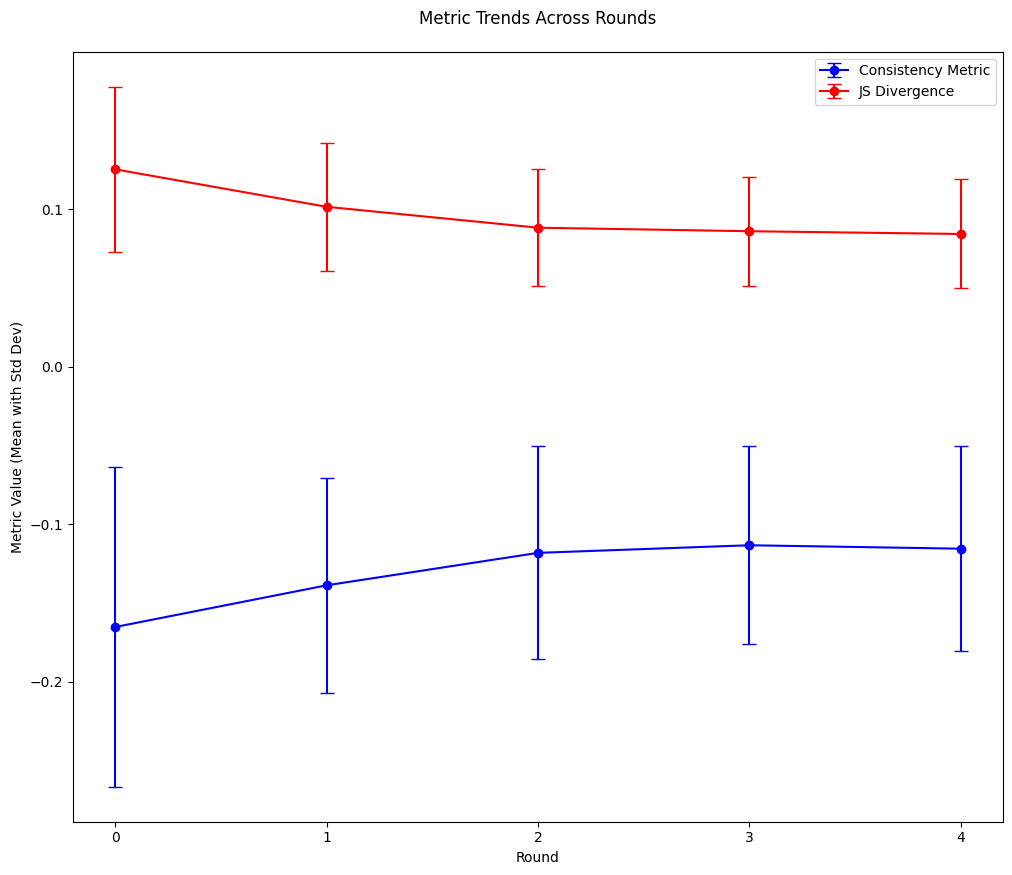 Metric Trends Across Rounds
Consistency Metric
JS Divergence
Metric Value (Mean with Std Dev)
0.1
0.0
−0.1
−0.2
0 1 2 3 4
Round